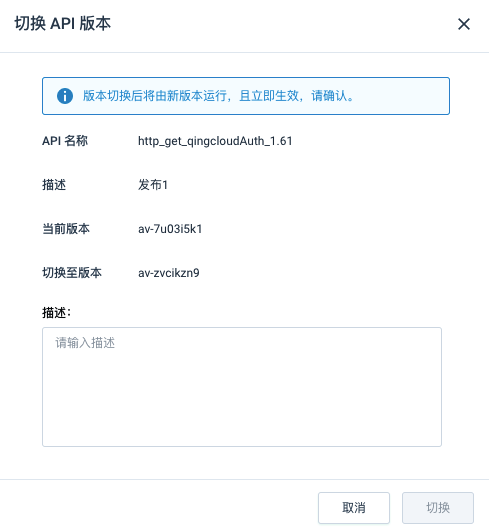 切换 API 版本
版本切换后将由新版本运行，且立即生效，请确认。
API 名称 http_get_qingcloudAuth_1.61
描述 发布1
当前版本 av-7u03i5k1
切换至版本 av-zvcikzn9
描述：
请输入描述
取消 切换